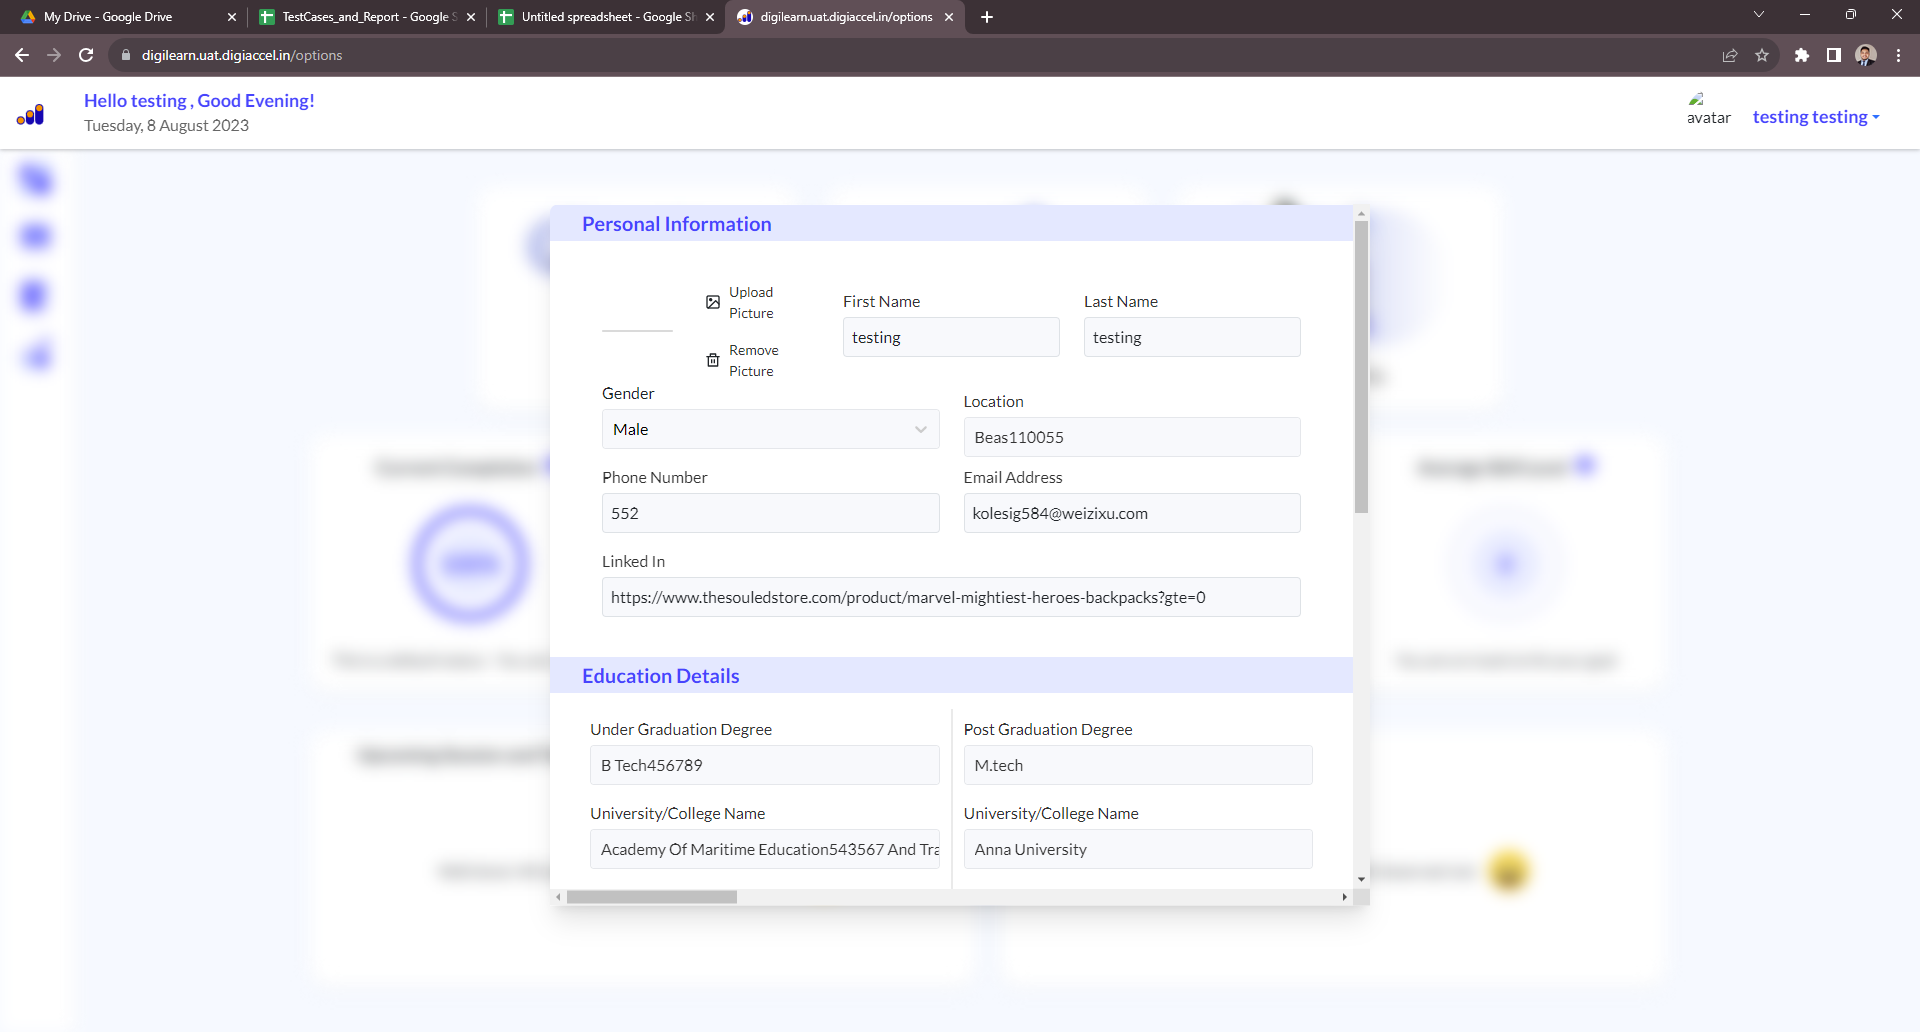 My Drive - Google Drive
TestCases_and_Report - Google S
Untitled spreadsheet - Google Sh
digilearn.uat.digiaccel.in/options
digilearn.uat.digiaccel.in/options
Hello testing , Good Evening!
Tuesday, 8 August 2023
avatar
testing testing
Personal Information
Upload
Picture
Remove
Picture
First Name
testing
Last Name
testing
Gender
Male
Location
Beas110055
Phone Number
552
Email Address
kolesig584@weizixu.com
Linked In
https://www.thesouledstore.com/product/marvel-mightiest-heroes-backpacks?gte=0
Education Details
Under Graduation Degree
B Tech456789
Post Graduation Degree
M.tech
University/College Name
Academy Of Maritime Education543567 And Tra
University/College Name
Anna University